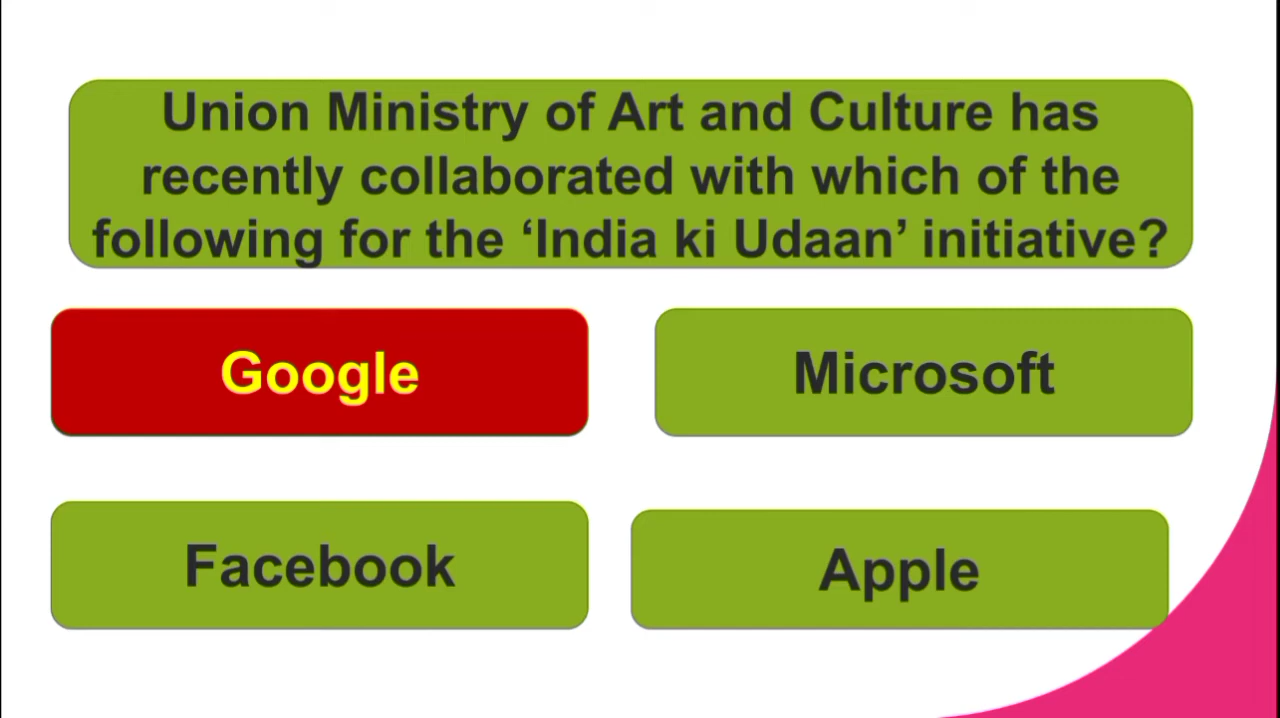 Union Ministry of Art and Culture has
recently collaborated with which of the
following for the ‘India ki Udaan’ initiative?
Google
Microsoft
Facebook
Apple